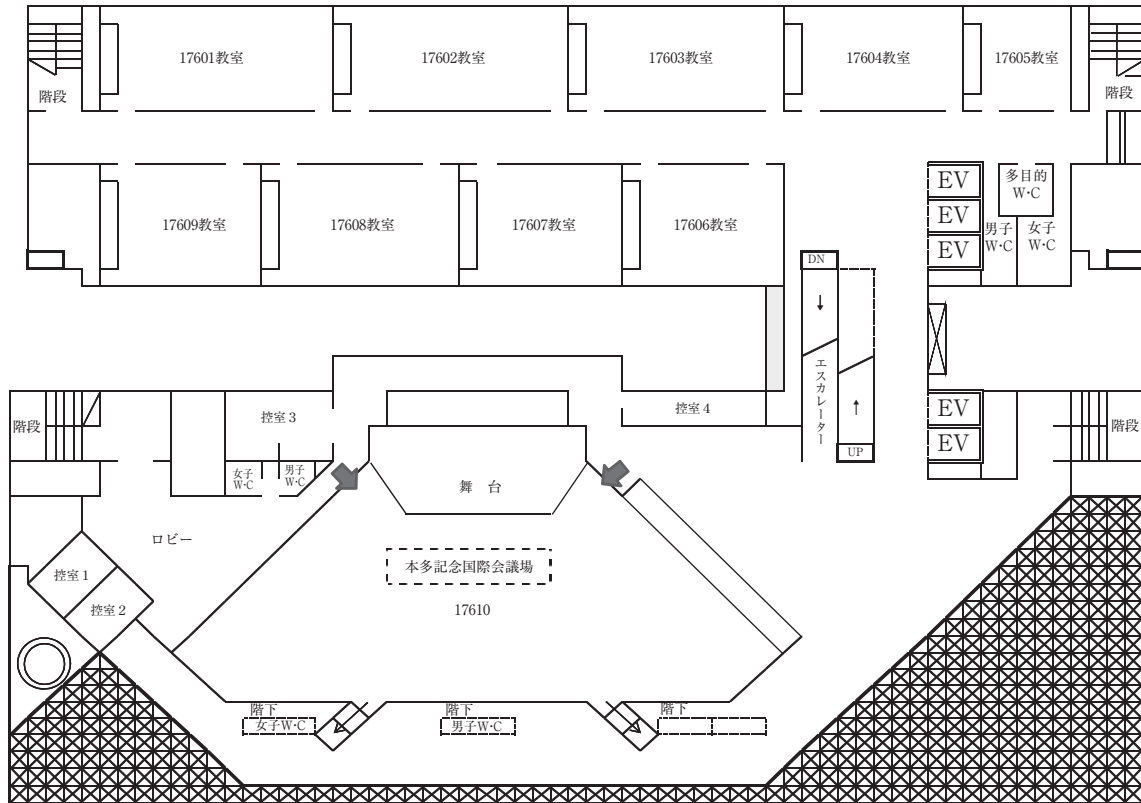 17601教室
17602教室
17603教室
17604教室
17605教室
階段
階段
EV
EV
EV
多目的
W·C
男子
W·C
女子
W·C
17609教室
17608教室
17607教室
17606教室
DN
エスカレーター
UP
EV
EV
階段
階段
控室3
控室4
女子
W·C
男子
W·C
舞 台
ロビー
本多記念国際会議場
17610
控室1
控室2
階下
女子W·C
階下
男子W·C
階下